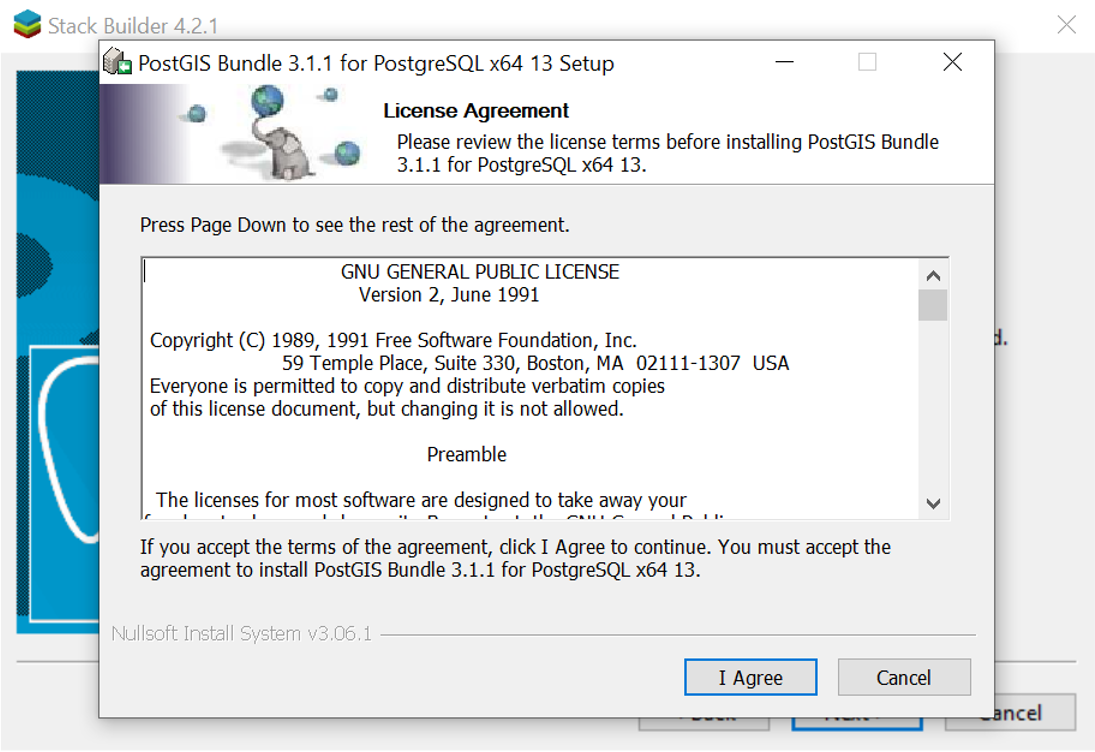 Stack Builder 4.2.1
PostGIS Bundle 3.1.1 for PostgreSQL x64 13 Setup
License Agreement
Please review the license terms before installing PostGIS Bundle
3.1.1 for PostgreSQL x64 13.
Press Page Down to see the rest of the agreement.
GNU GENERAL PUBLIC LICENSE
Version 2, June 1991
Copyright (C) 1989, 1991 Free Software Foundation, Inc.
59 Temple Place, Suite 330, Boston, MA  02111-1307  USA
Everyone is permitted to copy and distribute verbatim copies
of this license document, but changing it is not allowed.
Preamble
The licenses for most software are designed to take away your
d.
If you accept the terms of the agreement, click I Agree to continue. You must accept the
agreement to install PostGIS Bundle 3.1.1 for PostgreSQL x64 13.
Nullsoft Install System v3.06.1
I Agree
Cancel
Cancel